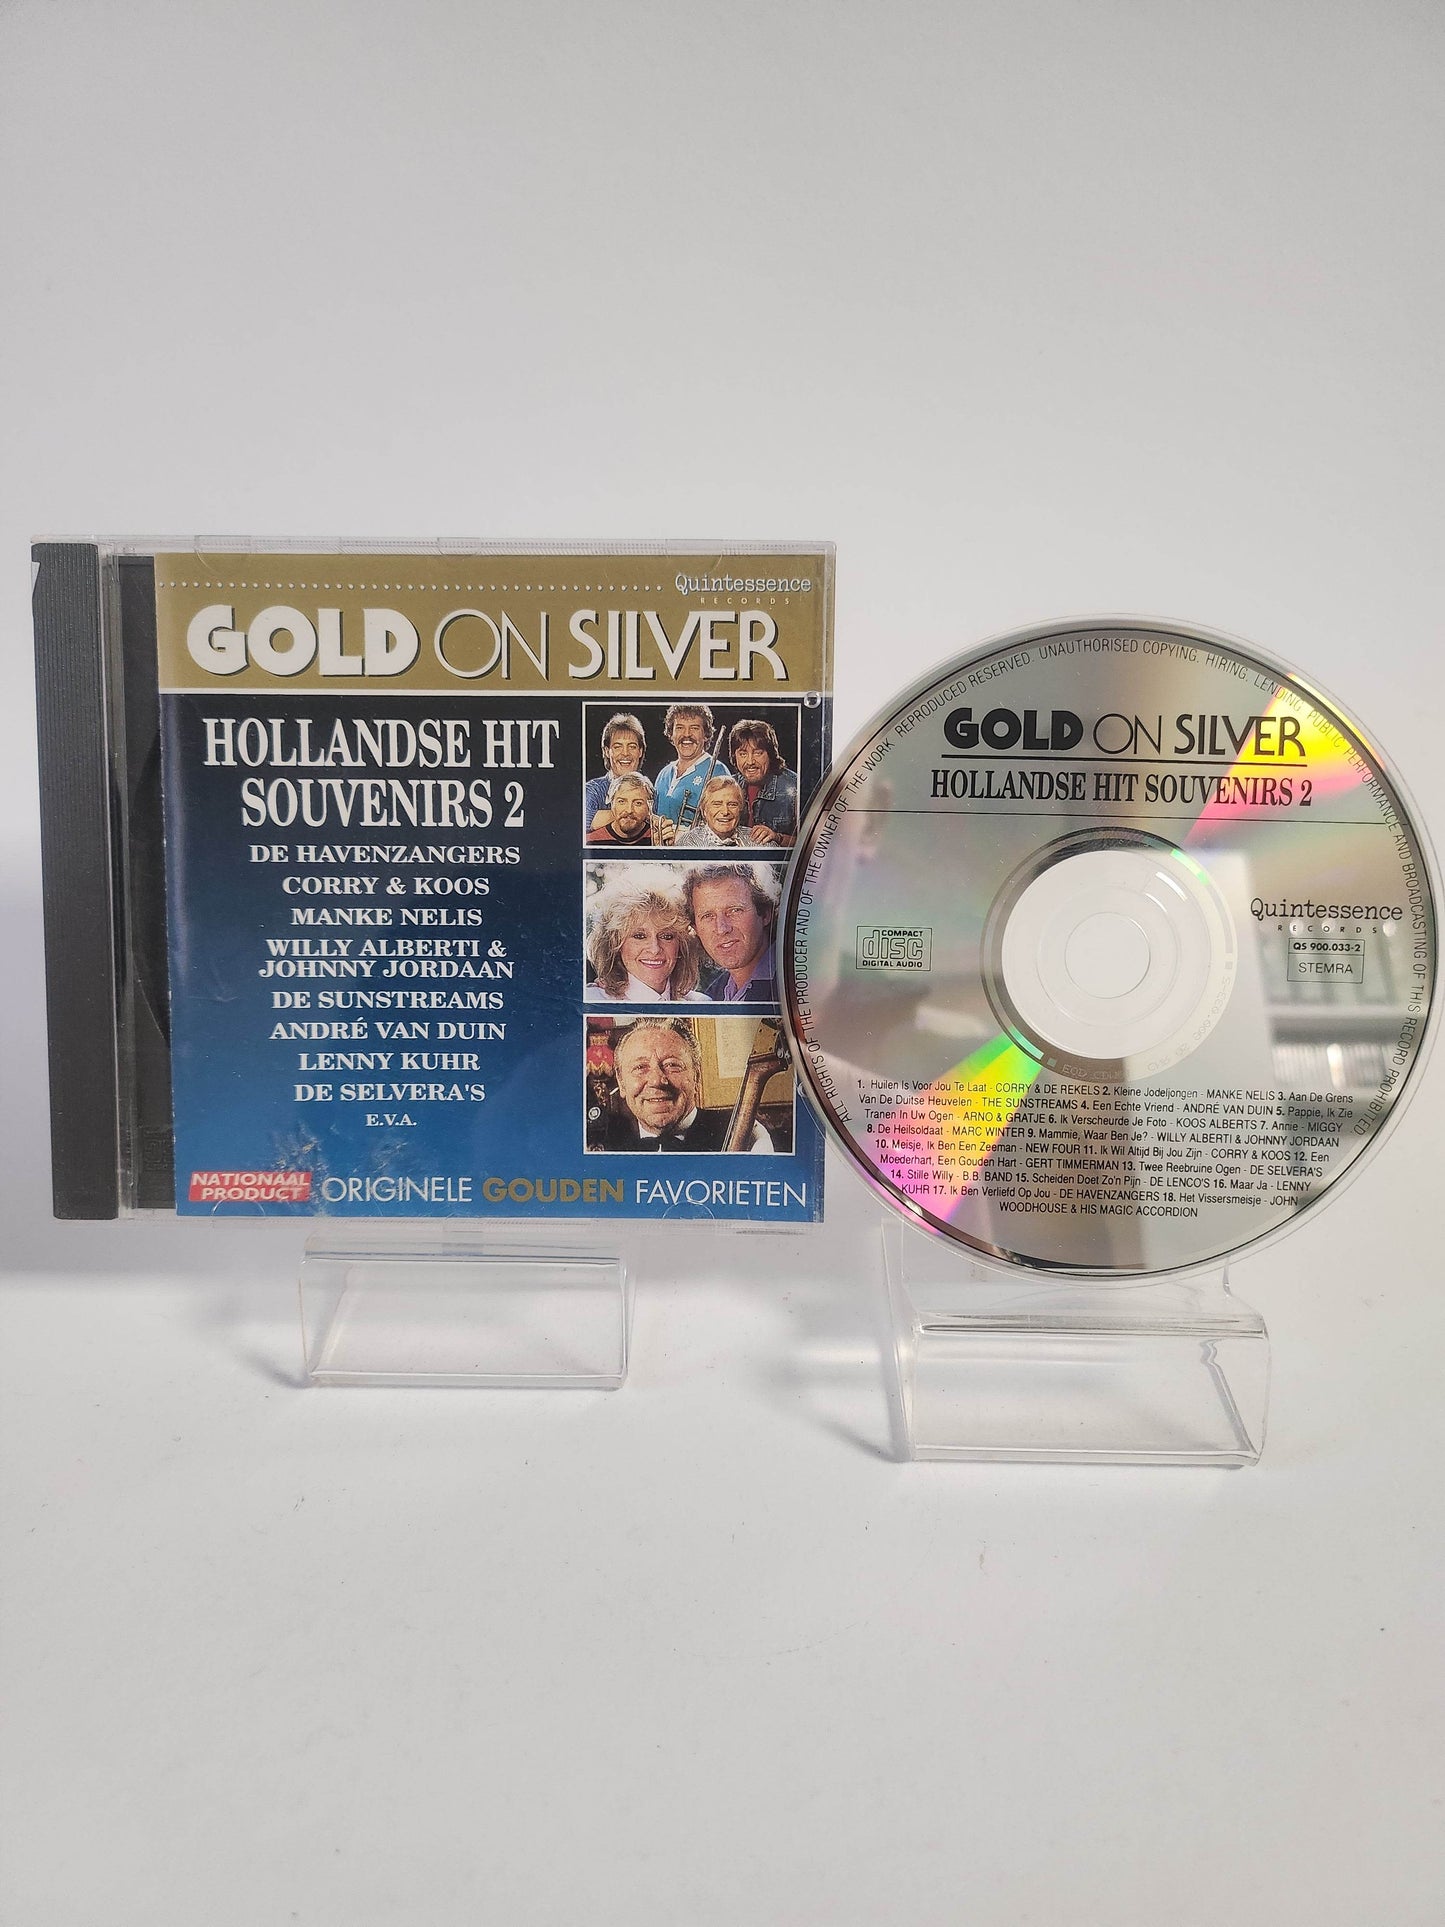 Quintessence
RECORDS
GOLD ON SILVER
HOLLANDSE HIT
SOUVENIRS 2
DE HAVENZANGERS
CORRY & KOOS
MANKE NELIS
WILLY ALBERTI &
JOHNNY JORDAAN
DE SUNSTREAMS
ANDRÉ VAN DUIN
LENNY KUHR
DE SELVERA'S
E.V.A.
NATIONAAL
PRODUCT
ORIGINELE GOUDEN FAVORIETEN
ALL RIGHTS OF THE PRODUCER AND OF THE OWNER OF THE WORK REPRODUCED RESERVED. UNAUTHORISED COPYING. HIRING. LENDING PUBLIC PERFORMANCE AND BROADCASTING OF THIS RECORD PROHIBITED
GOLD ON SILVER
HOLLANDSE HIT SOUVENIRS 2
COMPACT
disc
DIGITAL AUDIO
Quintessence
RECORDS
QS 900.033-2
STEMRA
1. Huilen Is Voor Jou Te Laat - CORRY & DE REKELS 2. Kleine Jodeljongen - MANKE NELIS 3. Aan De Grens
Van De Duitse Heuvelen - THE SUNSTREAMS 4. Een Echte Vriend - ANDRÉ VAN DUIN 5. Pappie, Ik Zie
Tranen In Uw Ogen - ARNO & GRATJE 6. Ik Verscheurde Je Foto - KOOS ALBERTS 7. Annie - MIGGY
8. De Heilsoldaat - MARC WINTER 9. Mammie, Waar Ben Je? - WILLY ALBERTI & JOHNNY JORDAAN
10. Meisje, Ik Ben Een Zeeman - NEW FOUR 11. Ik Wil Altijd Bij Jou Zijn - CORRY & KOOS 12. Een
Moederhart, Een Gouden Hart - GERT TIMMERMAN 13. Twee Reebruine Ogen - DE SELVERA'S
14. Stille Willy - B.B. BAND 15. Scheiden Doet Zo'n Pijn - DE LENCO'S 16. Maar Ja - LENNY
KUHR 17. Ik Ben Verliefd Op Jou - DE HAVENZANGERS 18. Het Vissersmeisje - JOHN
WOODHOUSE & HIS MAGIC ACCORDION